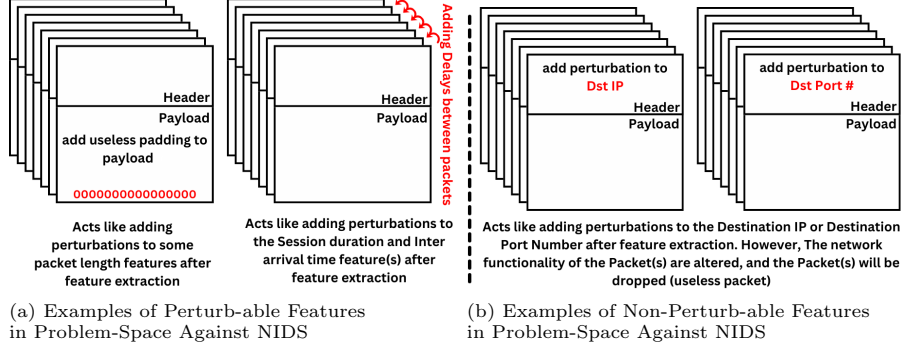 Header
Payload
add useless padding to
payload
0000000000000000
Acts like adding
perturbations to some
packet length features after
feature extraction
Header
Payload
Adding Delays between packets
Acts like adding perturbations to
the Session duration and Inter
arrival time feature(s) after
feature extraction
(a) Examples of Perturb-able Features
in Problem-Space Against NIDS
add perturbation to
Dst IP
Header
Payload
add perturbation to
Dst Port #
Header
Payload
Acts like adding perturbations to the Destination IP or Destination
Port Number after feature extraction. However, The network
functionality of the Packet(s) are altered, and the Packet(s) will be
dropped (useless packet)
(b) Examples of Non-Perturb-able Features
in Problem-Space Against NIDS